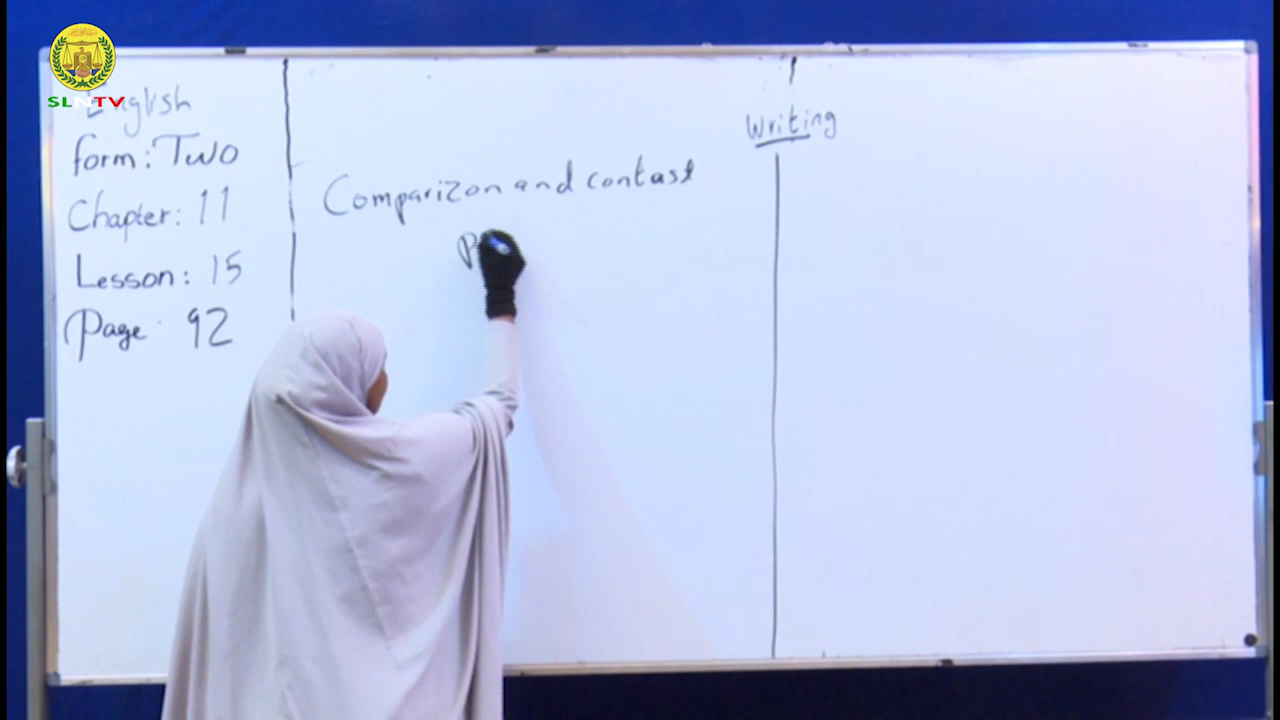 SLNTV
English
form: Two
Chapter: 11
Lesson: 15
Page: 92
Writing
Comparizon and contast
P